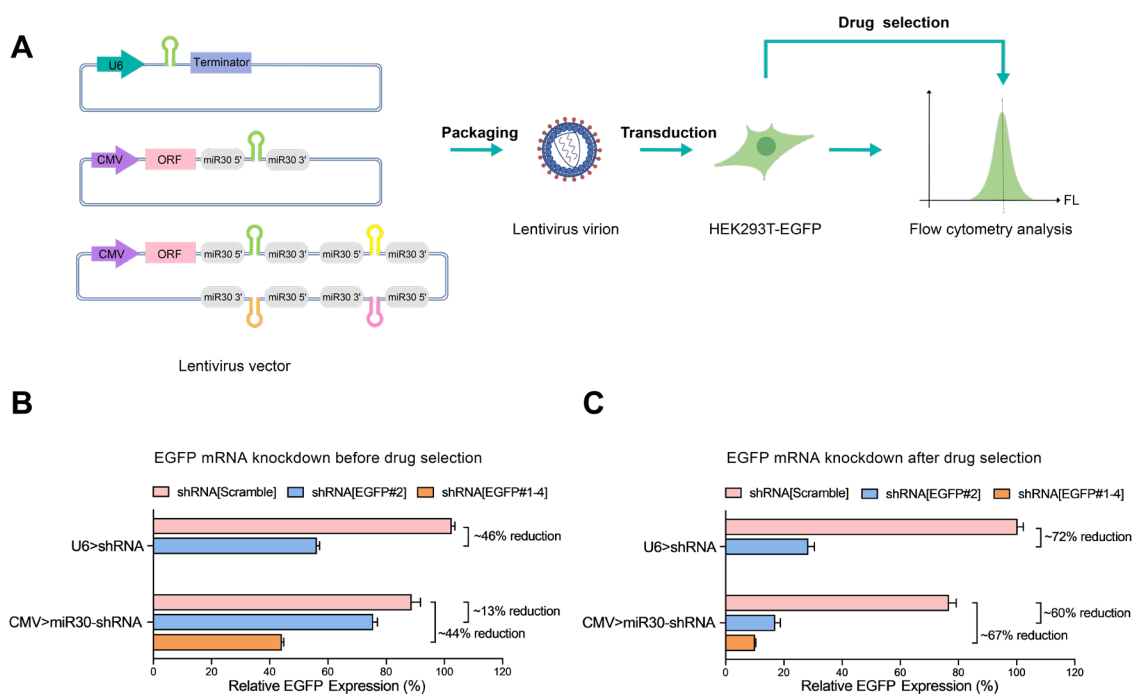 A
U6
Terminator
CMV
ORF
miR30 5'
miR30 3'
CMV
ORF
miR30 5'
miR30 3'
miR30 5'
miR30 3'
miR30 3'
miR30 5'
miR30 3'
miR30 5'
Lentivirus vector
Packaging
Lentivirus virion
Transduction
HEK293T-EGFP
Drug selection
FL
Flow cytometry analysis
B
EGFP mRNA knockdown before drug selection
shRNA[Scramble] shRNA[EGFP#2] shRNA[EGFP#1-4]
U6>shRNA
~46% reduction
CMV>miR30-shRNA
~13% reduction
~44% reduction
0 20 40 60 80 100 120
Relative EGFP Expression (%)
C
EGFP mRNA knockdown after drug selection
shRNA[Scramble] shRNA[EGFP#2] shRNA[EGFP#1-4]
U6>shRNA
~72% reduction
CMV>miR30-shRNA
~60% reduction
~67% reduction
0 20 40 60 80 100 120
Relative EGFP Expression (%)